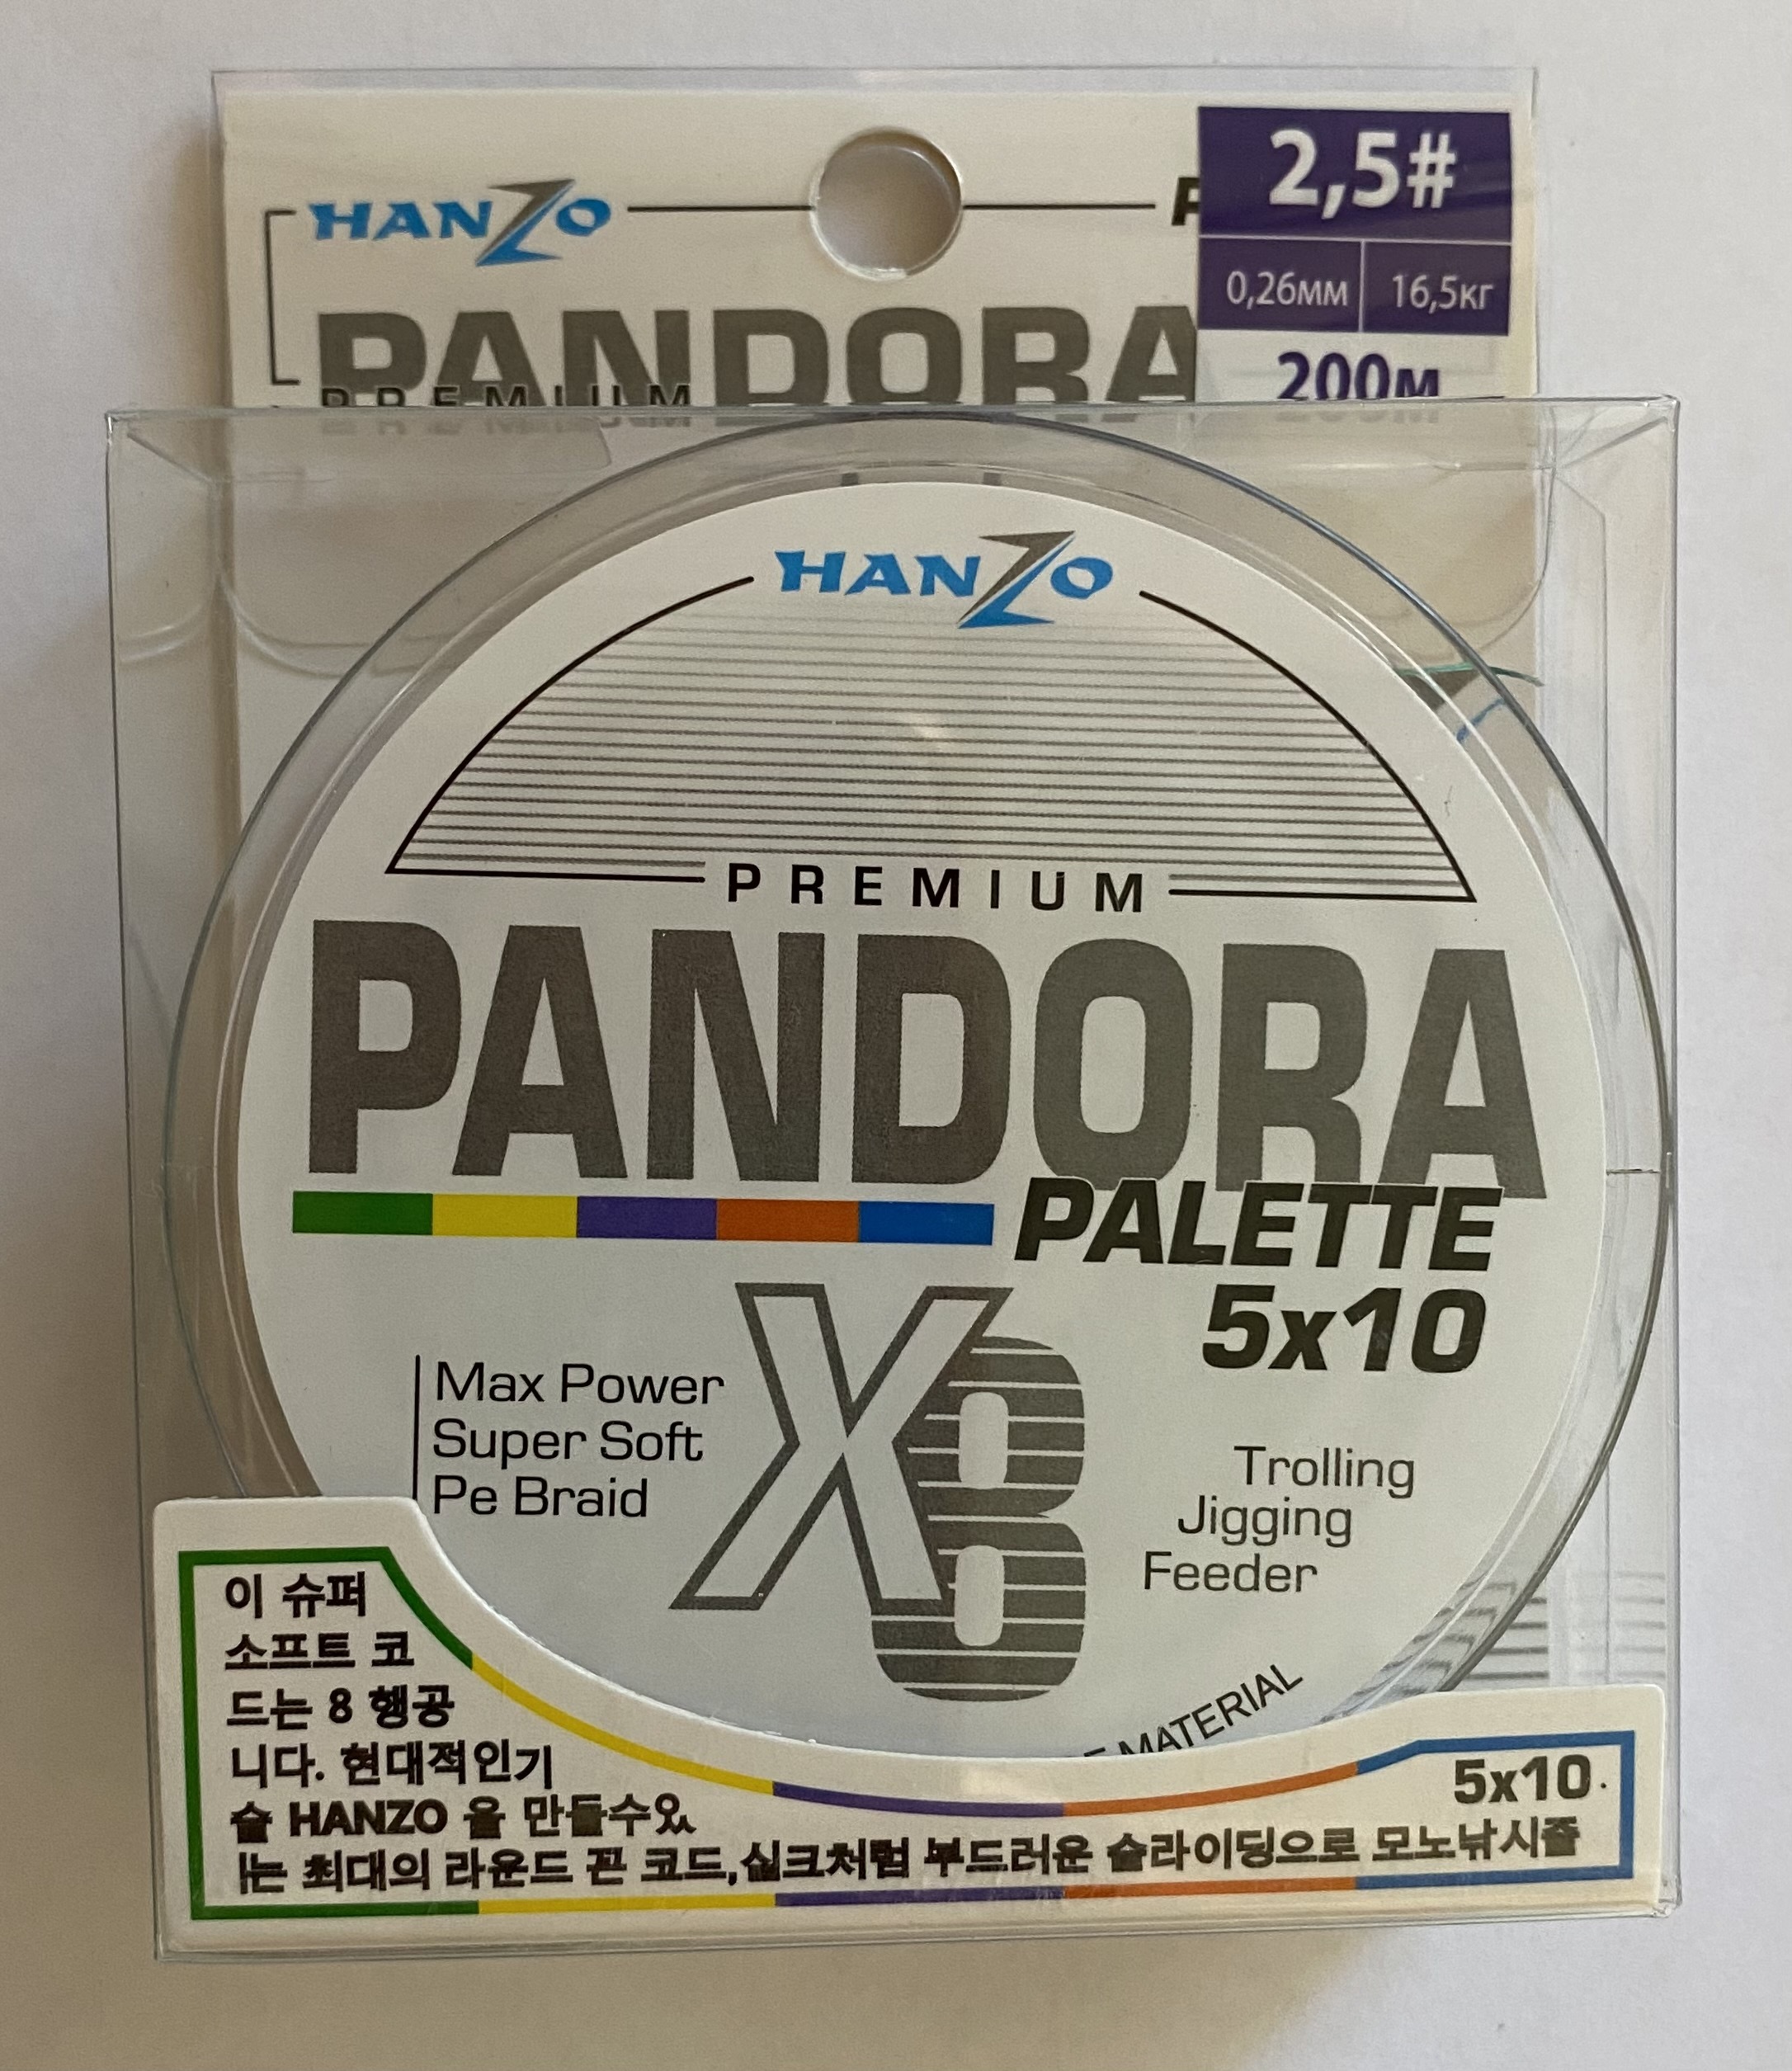 HANZO
2,5#
0,26мм 16,5кг
200м
PANDORA
PREMIUM
HANZO
PREMIUM
PANDORA
PALETTE
5x10
X8
Max Power
Super Soft
Pe Braid
Trolling
Jigging
Feeder
MATERIAL
이 슈퍼
소프트 코
드는 8 행공
니다. 현대적인기
술 HANZO 을 만들수있
는 최대의 라운드 꼰 코드,실크처럼 부드러운 슬라이딩으로 모노낚시줄
5x10.